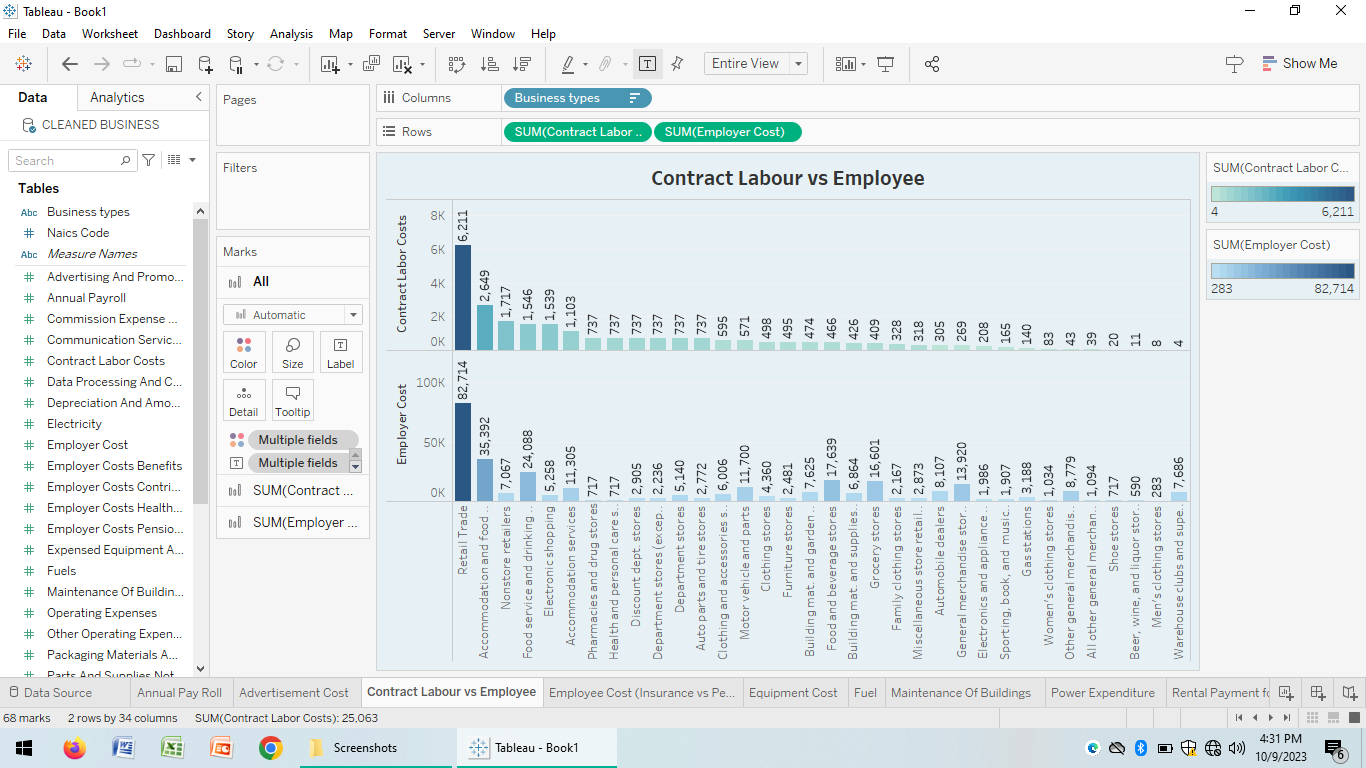 Tableau - Book1
File Data Worksheet Dashboard Story Analysis Map Format Server Window Help
Entire View
Show Me
Data Analytics
CLEANED BUSINESS
Search
Tables
Abc Business types
# Naics Code
Abc Measure Names
# Advertising And Promo...
# Annual Payroll
# Commission Expense ...
# Communication Servic...
# Contract Labor Costs
# Data Processing And C...
# Depreciation And Amo...
# Electricity
# Employer Cost
# Employer Costs Benefits
# Employer Costs Contri...
# Employer Costs Health...
# Employer Costs Pensio...
# Expensed Equipment A...
# Fuels
# Maintenance Of Buildin...
# Operating Expenses
# Other Operating Expen...
# Packaging Materials A...
# Parts And Supplies Not
Pages
Filters
Marks
All
Automatic
Color Size Label
Detail Tooltip
Multiple fields
Multiple fields
SUM(Contract ...
SUM(Employer ...
Columns Business types
Rows SUM(Contract Labor .. SUM(Employer Cost)
Contract Labour vs Employee
Contract Labor Costs
8K
6K
4K
2K
0K
6,211 2,649 1,717 1,546 1,539 1,103 737 737 737 737 737 737 595 571 498 495 474 466 426 409 328 318 305 269 208 165 140 83 43 39 20 11 8 4
Employer Cost
100K
50K
0K
82,714 35,392 7,067 24,088 5,258 11,305 717 717 2,905 2,236 5,140 2,772 6,006 11,700 4,360 2,481 7,625 17,639 6,864 16,601 2,167 2,873 8,107 13,920 1,986 1,907 3,188 1,034 8,779 1,094 717 590 283 7,686
Retail Trade
Accommodation and food ..
Nonstore retailers
Food service and drinking ..
Electronic shopping
Accommodation services
Pharmacies and drug stores
Health and personal care s..
Discount dept. stores
Department stores (excep..
Department stores
Auto parts and tire stores
Clothing and accessories s..
Motor vehicle and parts
Clothing stores
Furniture stores
Building mat. and garden ..
Food and beverage stores
Building mat. and supplies..
Grocery stores
Family clothing stores
Miscellaneous store retail..
Automobile dealers
General merchandise stor..
Electronics and appliance ..
Sporting, book, and music..
Gas stations
Women's clothing stores
Other general merchandis..
All other general merchan..
Shoe stores
Beer, wine, and liquor stor..
Men's clothing stores
Warehouse clubs and supe..
SUM(Contract Labor C...
4 6,211
SUM(Employer Cost)
283 82,714
Data Source Annual Pay Roll Advertisement Cost Contract Labour vs Employee Employee Cost (Insurance vs Pe... Equipment Cost Fuel Maintenance Of Buildings Power Expenditure Rental Payment fo
68 marks 2 rows by 34 columns SUM(Contract Labor Costs): 25,063
Screenshots
Tableau - Book1
4:31 PM
10/9/2023
6